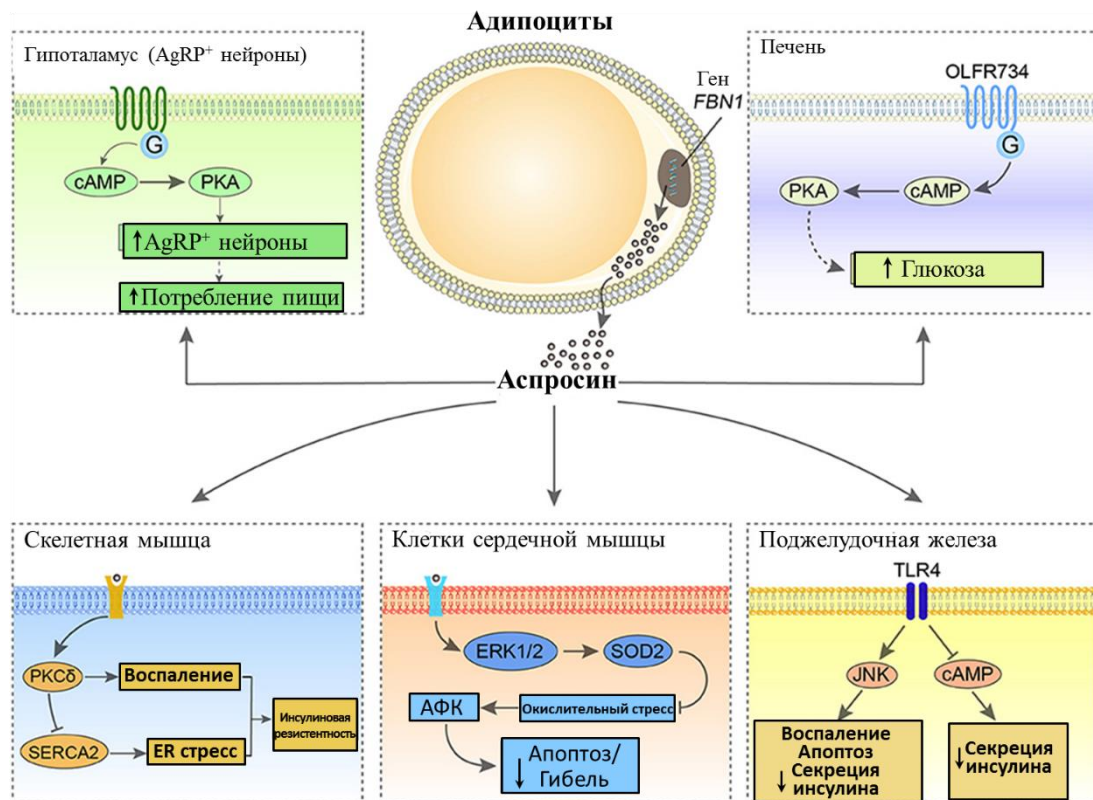 Адипоциты
Гипоталамус (AgRP⁺ нейроны)
G
cAMP
PKA
↑AgRP⁺ нейроны
↑Потребление пищи
Ген
FBN1
Печень
OLFR734
G
PKA
cAMP
↑ Глюкоза
Аспросин
Скелетная мышца
PKCδ
Воспаление
SERCA2
ER стресс
Инсулиновая
резистентность
Клетки сердечной мышцы
ERK1/2
SOD2
АФК
Окислительный стресс
↓ Апоптоз/
Гибель
Поджелудочная железа
TLR4
JNK
cAMP
Воспаление
Апоптоз
↓ Секреция
инсулина
↓ Секреция
инсулина